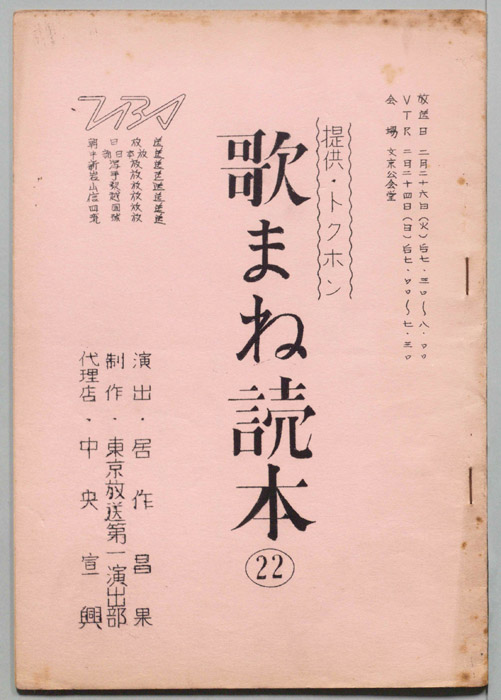 放送日 二月二十六日(火)后七・三〇〜八・〇〇
VTR 二月二十四日(日)后七・〇〇〜七・三〇
会場 文京公会堂
提供・トクホン
歌まね読本
22
TBS
演出・居作昌果
制作・東京放送第一演出部
代理店・中央宣興